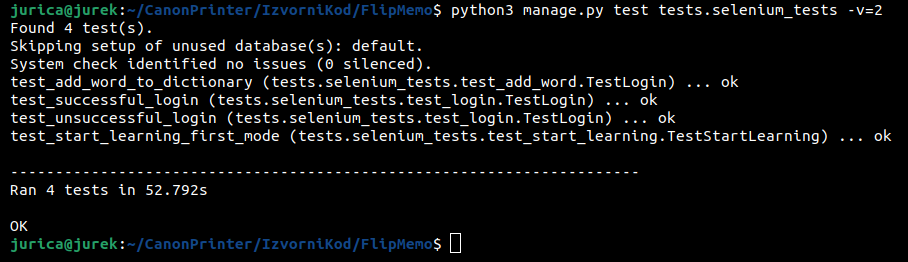 jurica@jurek:~/CanonPrinter/IzvorniKod/FlipMemo$ python3 manage.py test tests.selenium_tests -v=2
Found 4 test(s).
Skipping setup of unused database(s): default.
System check identified no issues (0 silenced).
test_add_word_to_dictionary (tests.selenium_tests.test_add_word.TestLogin) ... ok
test_successful_login (tests.selenium_tests.test_login.TestLogin) ... ok
test_unsuccessful_login (tests.selenium_tests.test_login.TestLogin) ... ok
test_start_learning_first_mode (tests.selenium_tests.test_start_learning.TestStartLearning) ... ok
----------------------------------------------------------------------
Ran 4 tests in 52.792s
OK
jurica@jurek:~/CanonPrinter/IzvorniKod/FlipMemo$